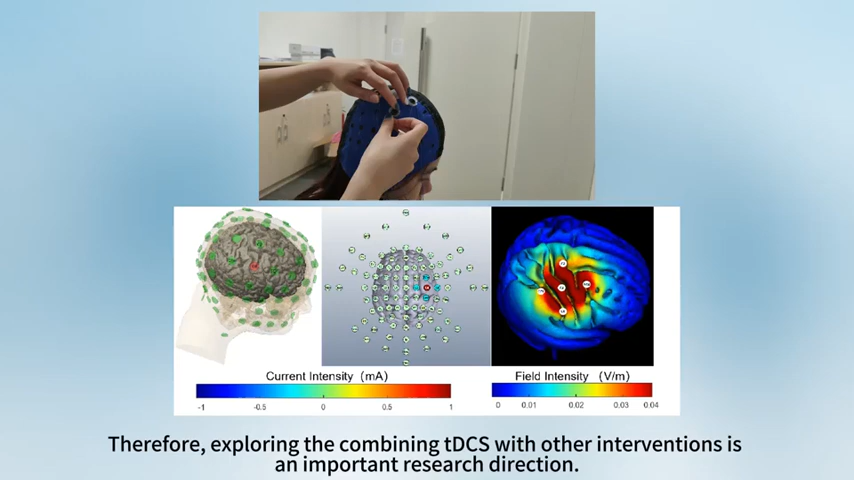 Current Intensity (mA)
Field Intensity (V/m)
-1
-0.5
0
0.5
1
0
0.01
0.02
0.03
0.04
Therefore, exploring the combining tDCS with other interventions is
an important research direction.